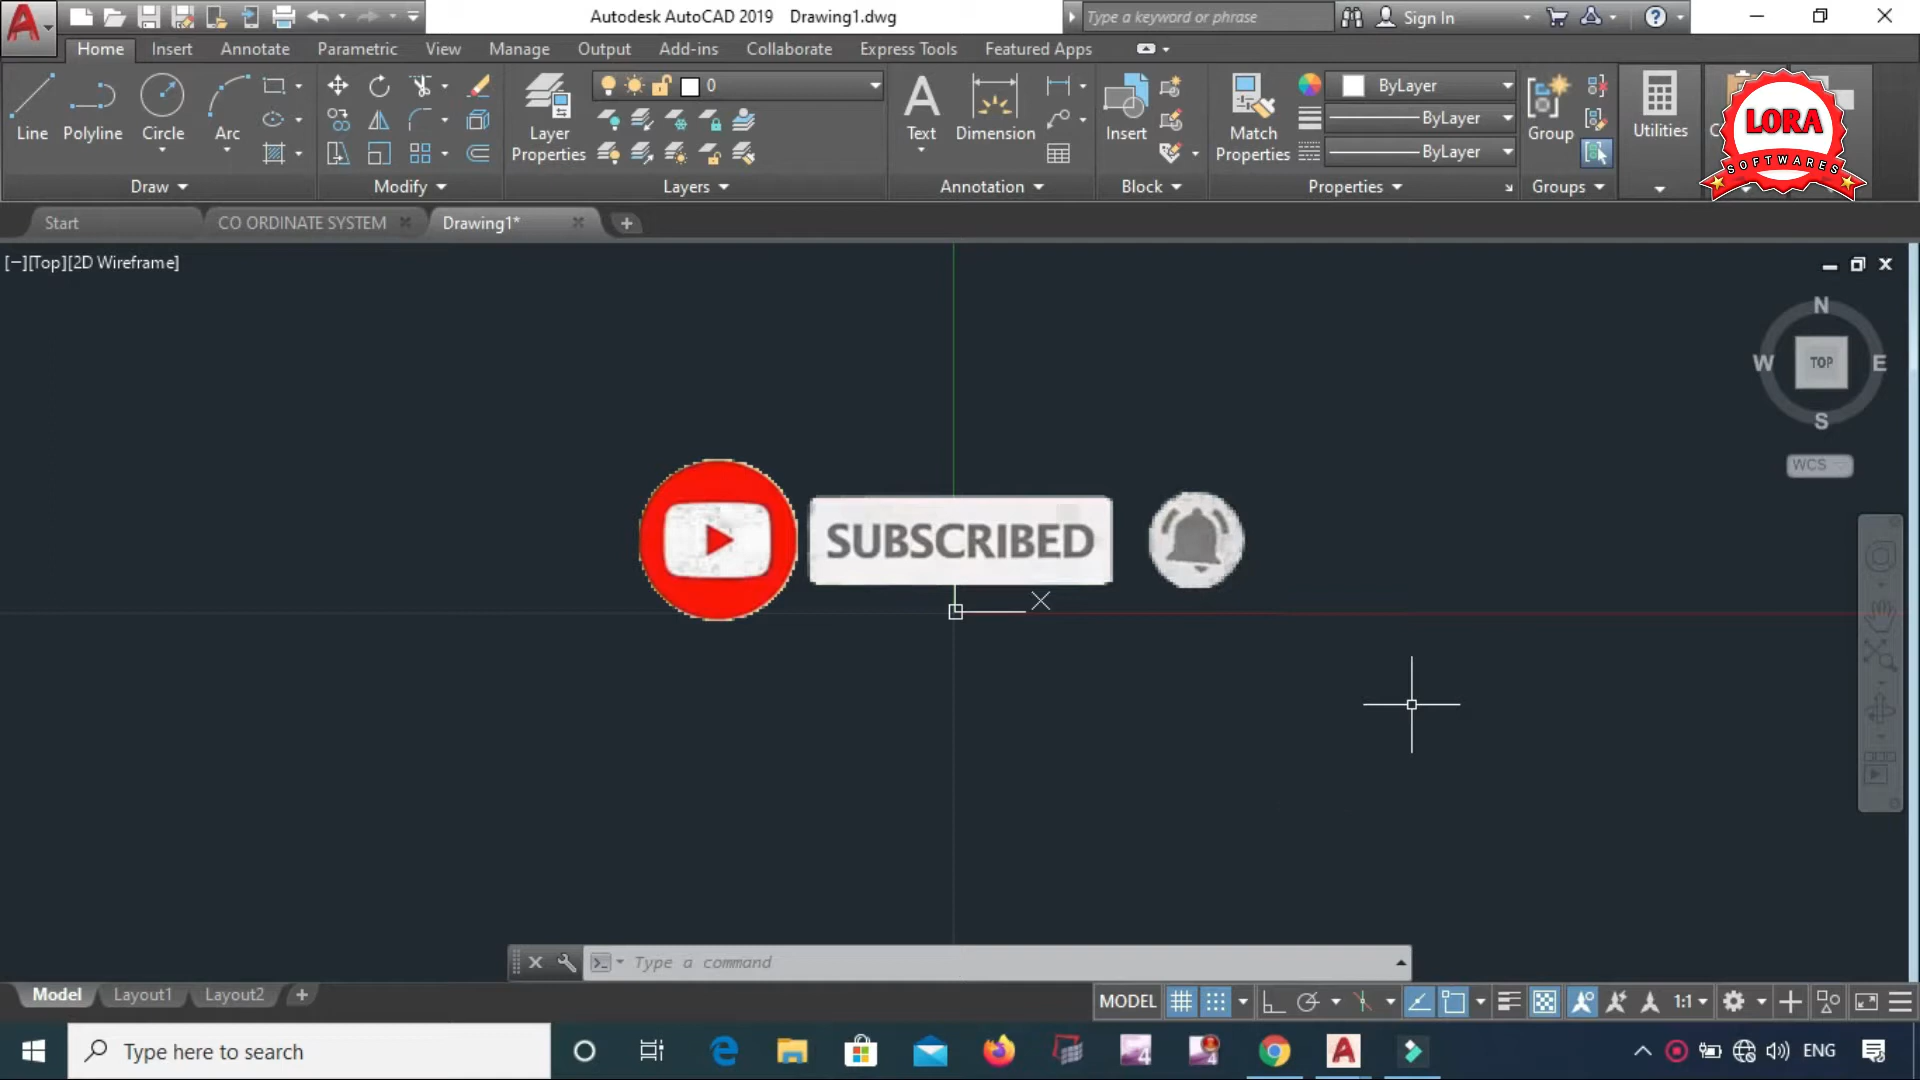 Autodesk AutoCAD 2019 Drawing1.dwg
Type a keyword or phrase
Sign In
Home Insert Annotate Parametric View Manage Output Add-ins Collaborate Express Tools Featured Apps
Line Polyline Circle Arc
Draw
Modify
Layer Properties
0
Layers
Text Dimension
Annotation
Insert
Block
Match Properties
ByLayer
ByLayer
ByLayer
Properties
Group
Groups
Utilities
LORA
SOFTWARES
Start CO ORDINATE SYSTEM Drawing1*
[−][Top][2D Wireframe]
N
W TOP E
S
WCS
SUBSCRIBED
X
Type a command
Model Layout1 Layout2
MODEL 1:1
Type here to search
ENG